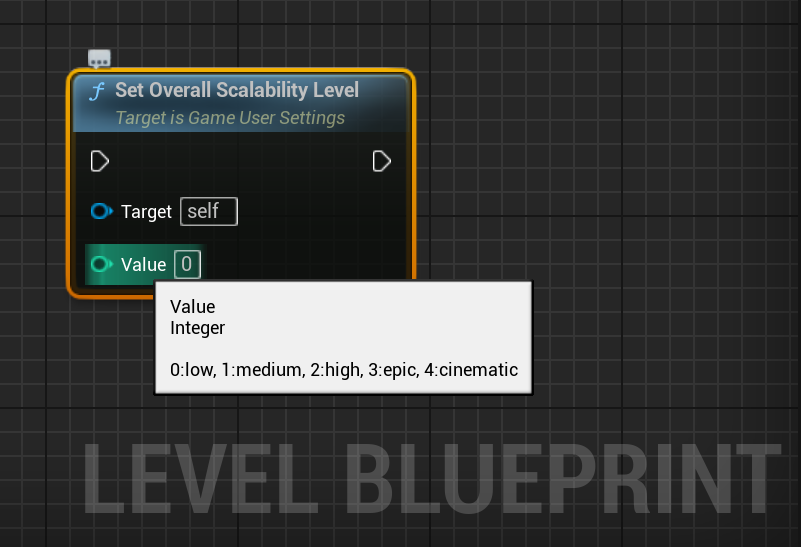 f Set Overall Scalability Level
Target is Game User Settings
Target self
Value 0
Value
Integer
0:low, 1:medium, 2:high, 3:epic, 4:cinematic
LEVEL BLUEPRINT